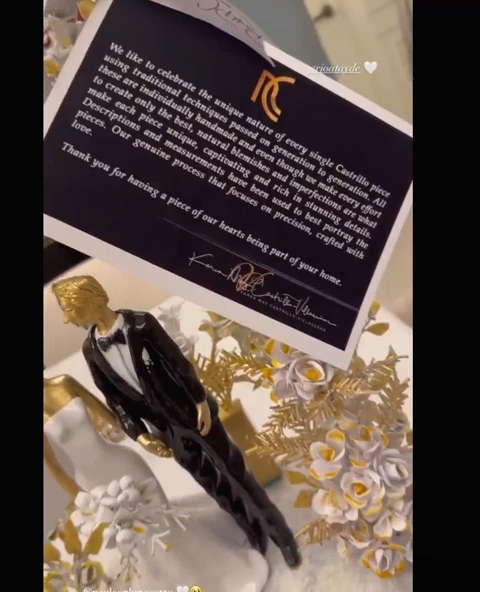 We like to celebrate the unique nature of every single Castrillo piece
using traditional techniques passed on generation to generation. All
these are individually handmade and even though we make every effort
to create only the best, natural blemishes and imperfections are what
make each piece unique, captivating and rich in stunning details.
Descriptions and measurements have been used to best portray the
pieces. Our genuine process that focuses on precision, crafted with
love.
Thank you for having a piece of our hearts being part of your home.